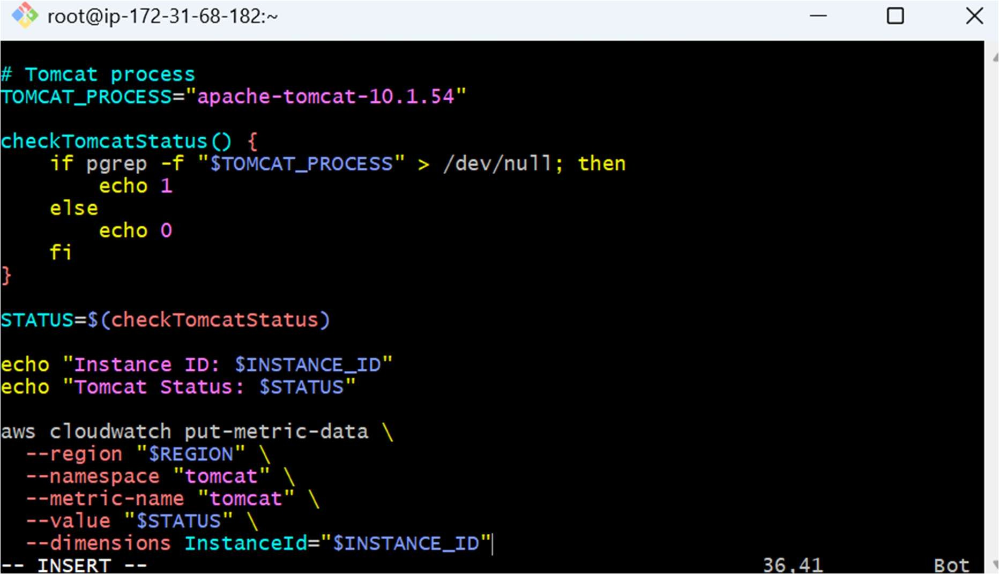 root@ip-172-31-68-182:~
# Tomcat process
TOMCAT_PROCESS="apache-tomcat-10.1.54"
checkTomcatStatus() {
    if pgrep -f "$TOMCAT_PROCESS" > /dev/null; then
        echo 1
    else
        echo 0
    fi
}
STATUS=$(checkTomcatStatus)
echo "Instance ID: $INSTANCE_ID"
echo "Tomcat Status: $STATUS"
aws cloudwatch put-metric-data \
  --region "$REGION" \
  --namespace "tomcat" \
  --metric-name "tomcat" \
  --value "$STATUS" \
  --dimensions InstanceId="$INSTANCE_ID"
-- INSERT -- 36,41 Bot